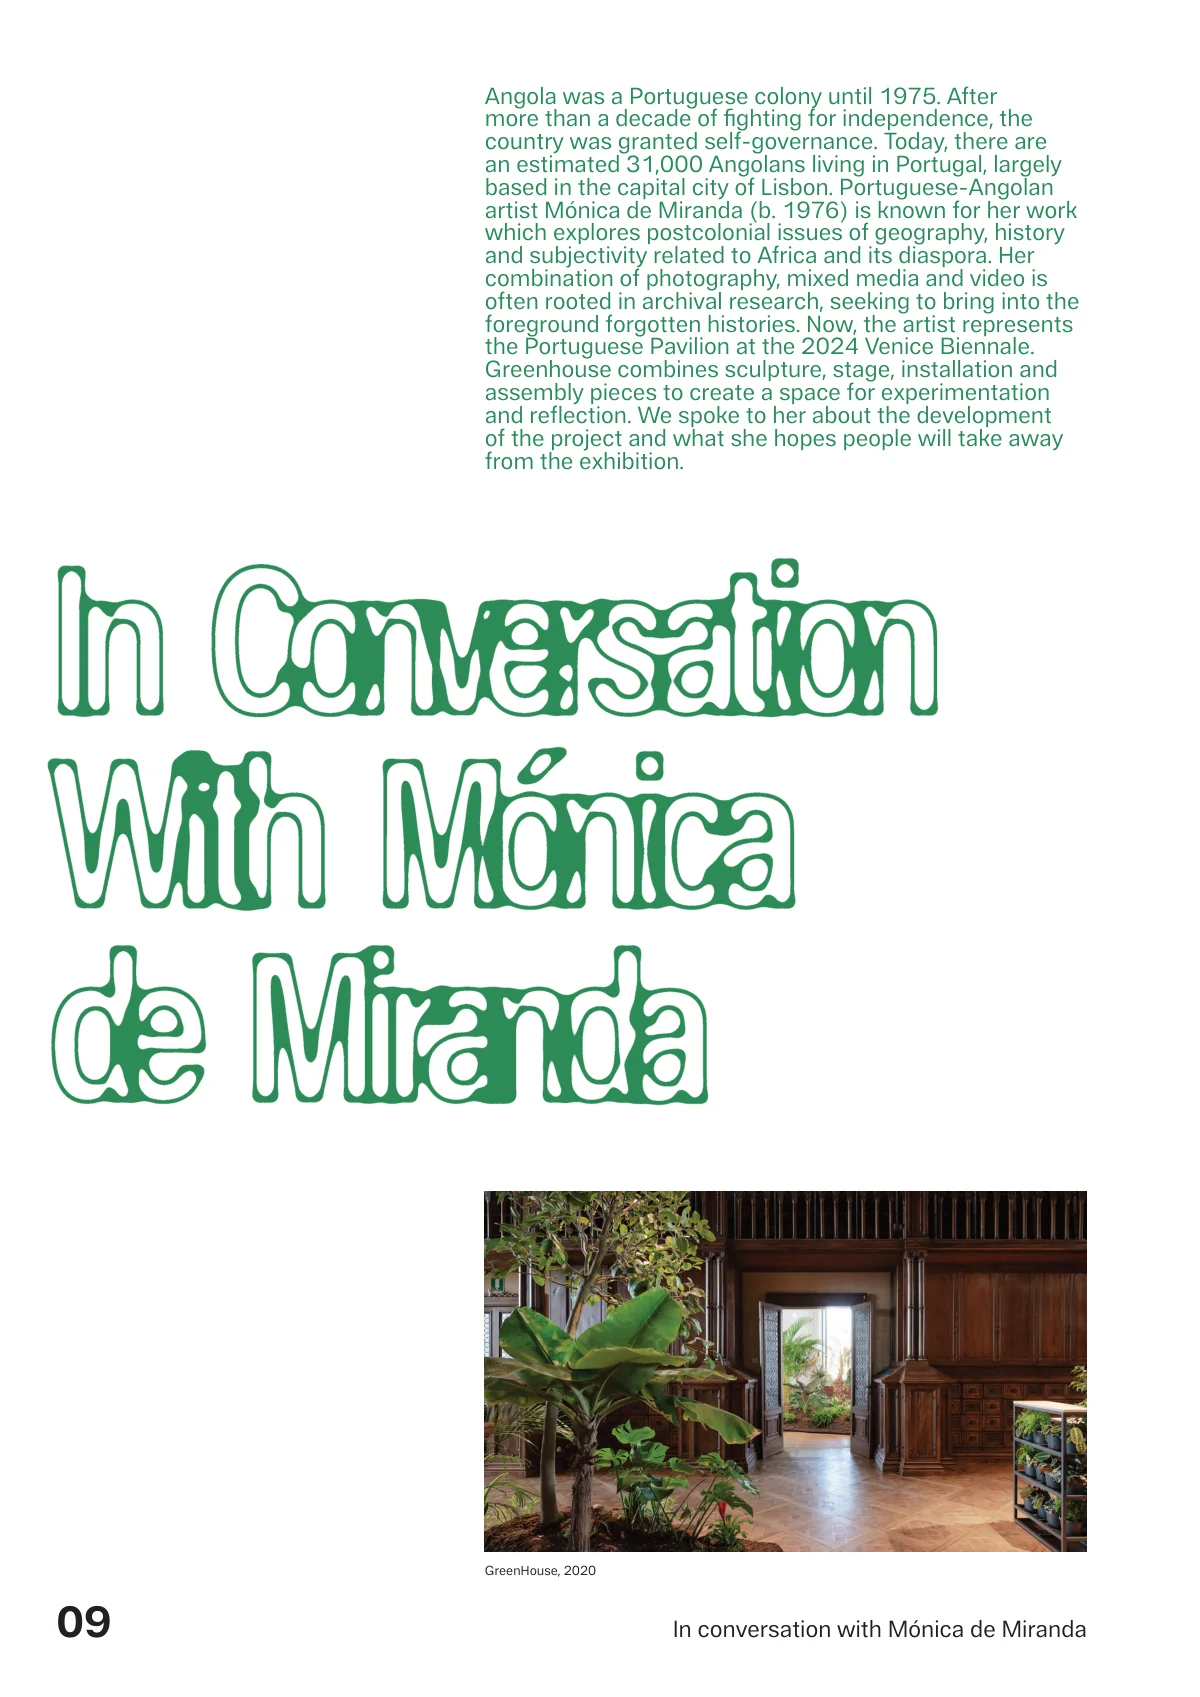 Angola was a Portuguese colony until 1975. After
more than a decade of fighting for independence, the
country was granted self-governance. Today, there are
an estimated 31,000 Angolans living in Portugal, largely
based in the capital city of Lisbon. Portuguese-Angolan
artist Mónica de Miranda (b. 1976) is known for her work
which explores postcolonial issues of geography, history
and subjectivity related to Africa and its diaspora. Her
combination of photography, mixed media and video is
often rooted in archival research, seeking to bring into the
foreground forgotten histories. Now, the artist represents
the Portuguese Pavilion at the 2024 Venice Biennale.
Greenhouse combines sculpture, stage, installation and
assembly pieces to create a space for experimentation
and reflection. We spoke to her about the development
of the project and what she hopes people will take away
from the exhibition.
In Conversation
With Mónica
de Miranda
GreenHouse, 2020
09
In conversation with Mónica de Miranda